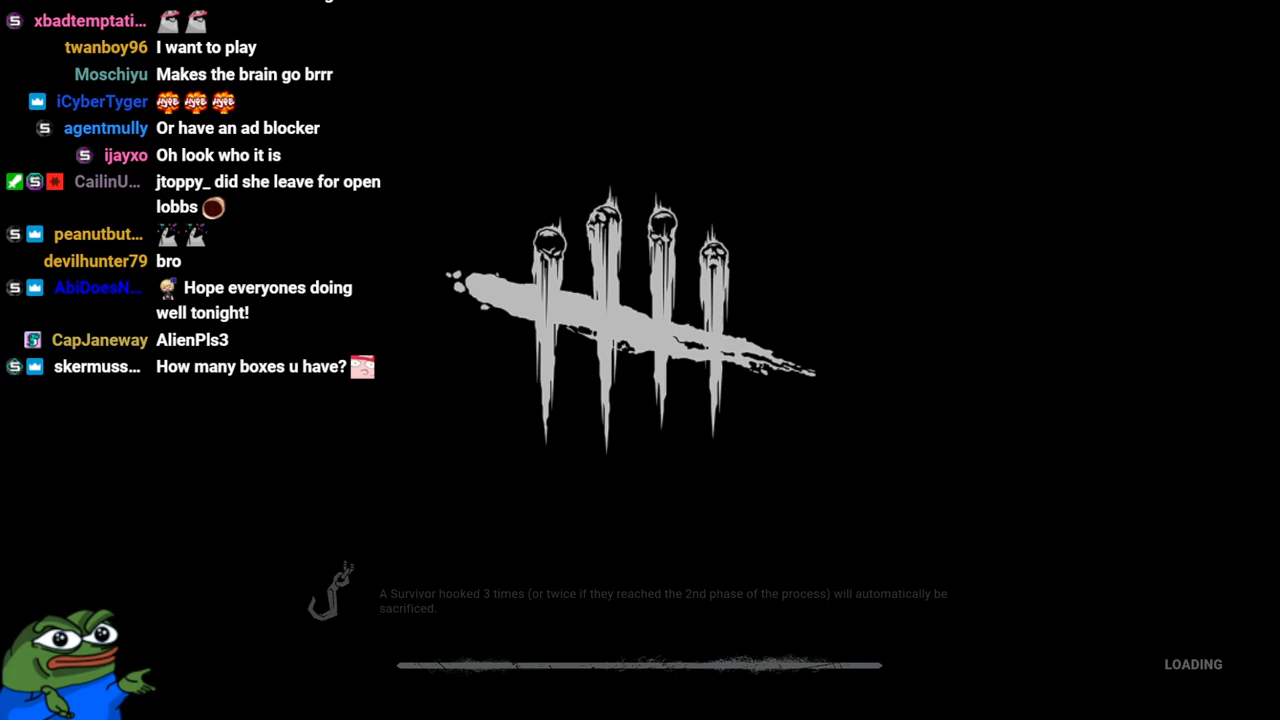 xbadtemptati...
twanboy96 I want to play
Moschiyu Makes the brain go brrr
iCyberTyger
agentmully Or have an ad blocker
ijayxo Oh look who it is
CailinU... jtoppy_ did she leave for open
lobbs
peanutbut...
devilhunter79 bro
AbiDoesN... Hope everyones doing
well tonight!
CapJaneway AlienPls3
skermuss... How many boxes u have?
A Survivor hooked 3 times (or twice if they reached the 2nd phase of the process) will automatically be
sacrificed.
LOADING